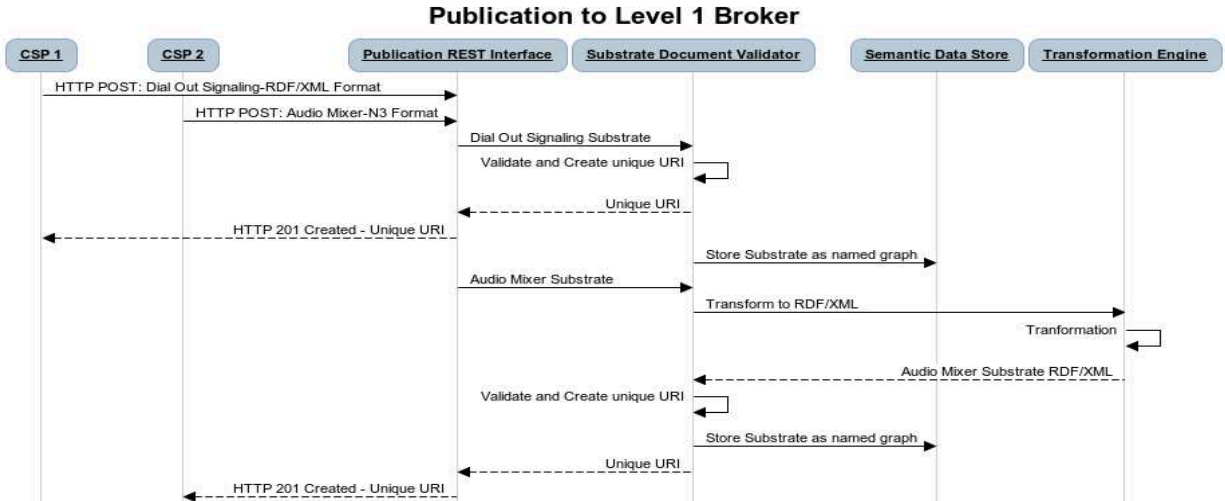 Publication to Level 1 Broker
CSP 1 CSP 2 Publication REST Interface Substrate Document Validator Semantic Data Store Transformation Engine
HTTP POST: Dial Out Signaling-RDF/XML Format
HTTP POST: Audio Mixer-N3 Format
Dial Out Signaling Substrate
Validate and Create unique URI
Unique URI
HTTP 201 Created - Unique URI
Store Substrate as named graph
Audio Mixer Substrate
Transform to RDF/XML
Tranformation
Audio Mixer Substrate RDF/XML
Validate and Create unique URI
Store Substrate as named graph
Unique URI
HTTP 201 Created - Unique URI